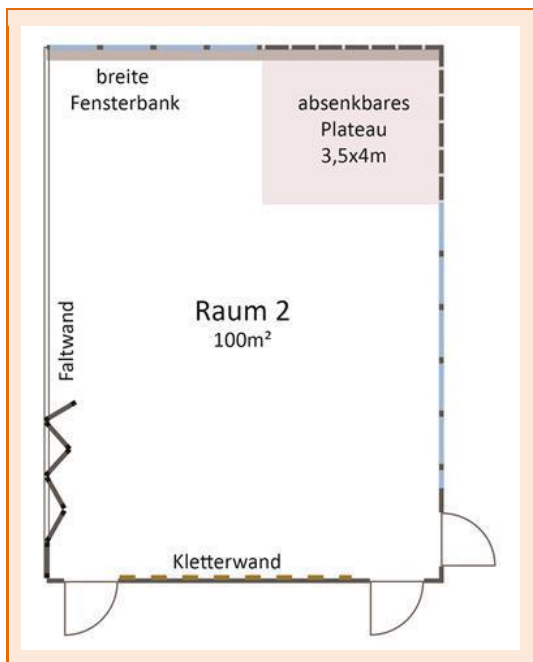 breite
Fensterbank
absenkbares
Plateau
3,5x4m
Faltwand
Raum 2
100m²
Kletterwand